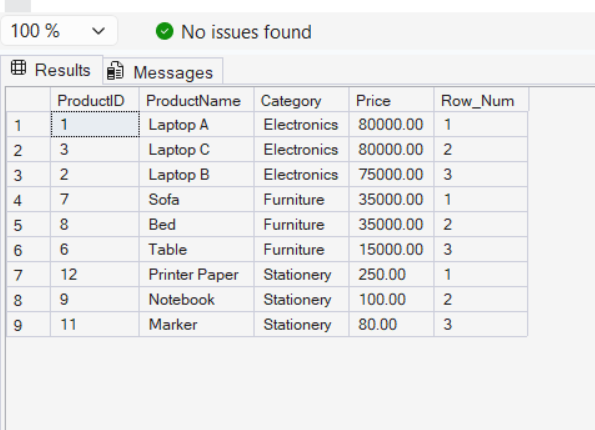 100 % No issues found
Results Messages
ProductID ProductName Category Price Row_Num
1 1 Laptop A Electronics 80000.00 1
2 3 Laptop C Electronics 80000.00 2
3 2 Laptop B Electronics 75000.00 3
4 7 Sofa Furniture 35000.00 1
5 8 Bed Furniture 35000.00 2
6 6 Table Furniture 15000.00 3
7 12 Printer Paper Stationery 250.00 1
8 9 Notebook Stationery 100.00 2
9 11 Marker Stationery 80.00 3